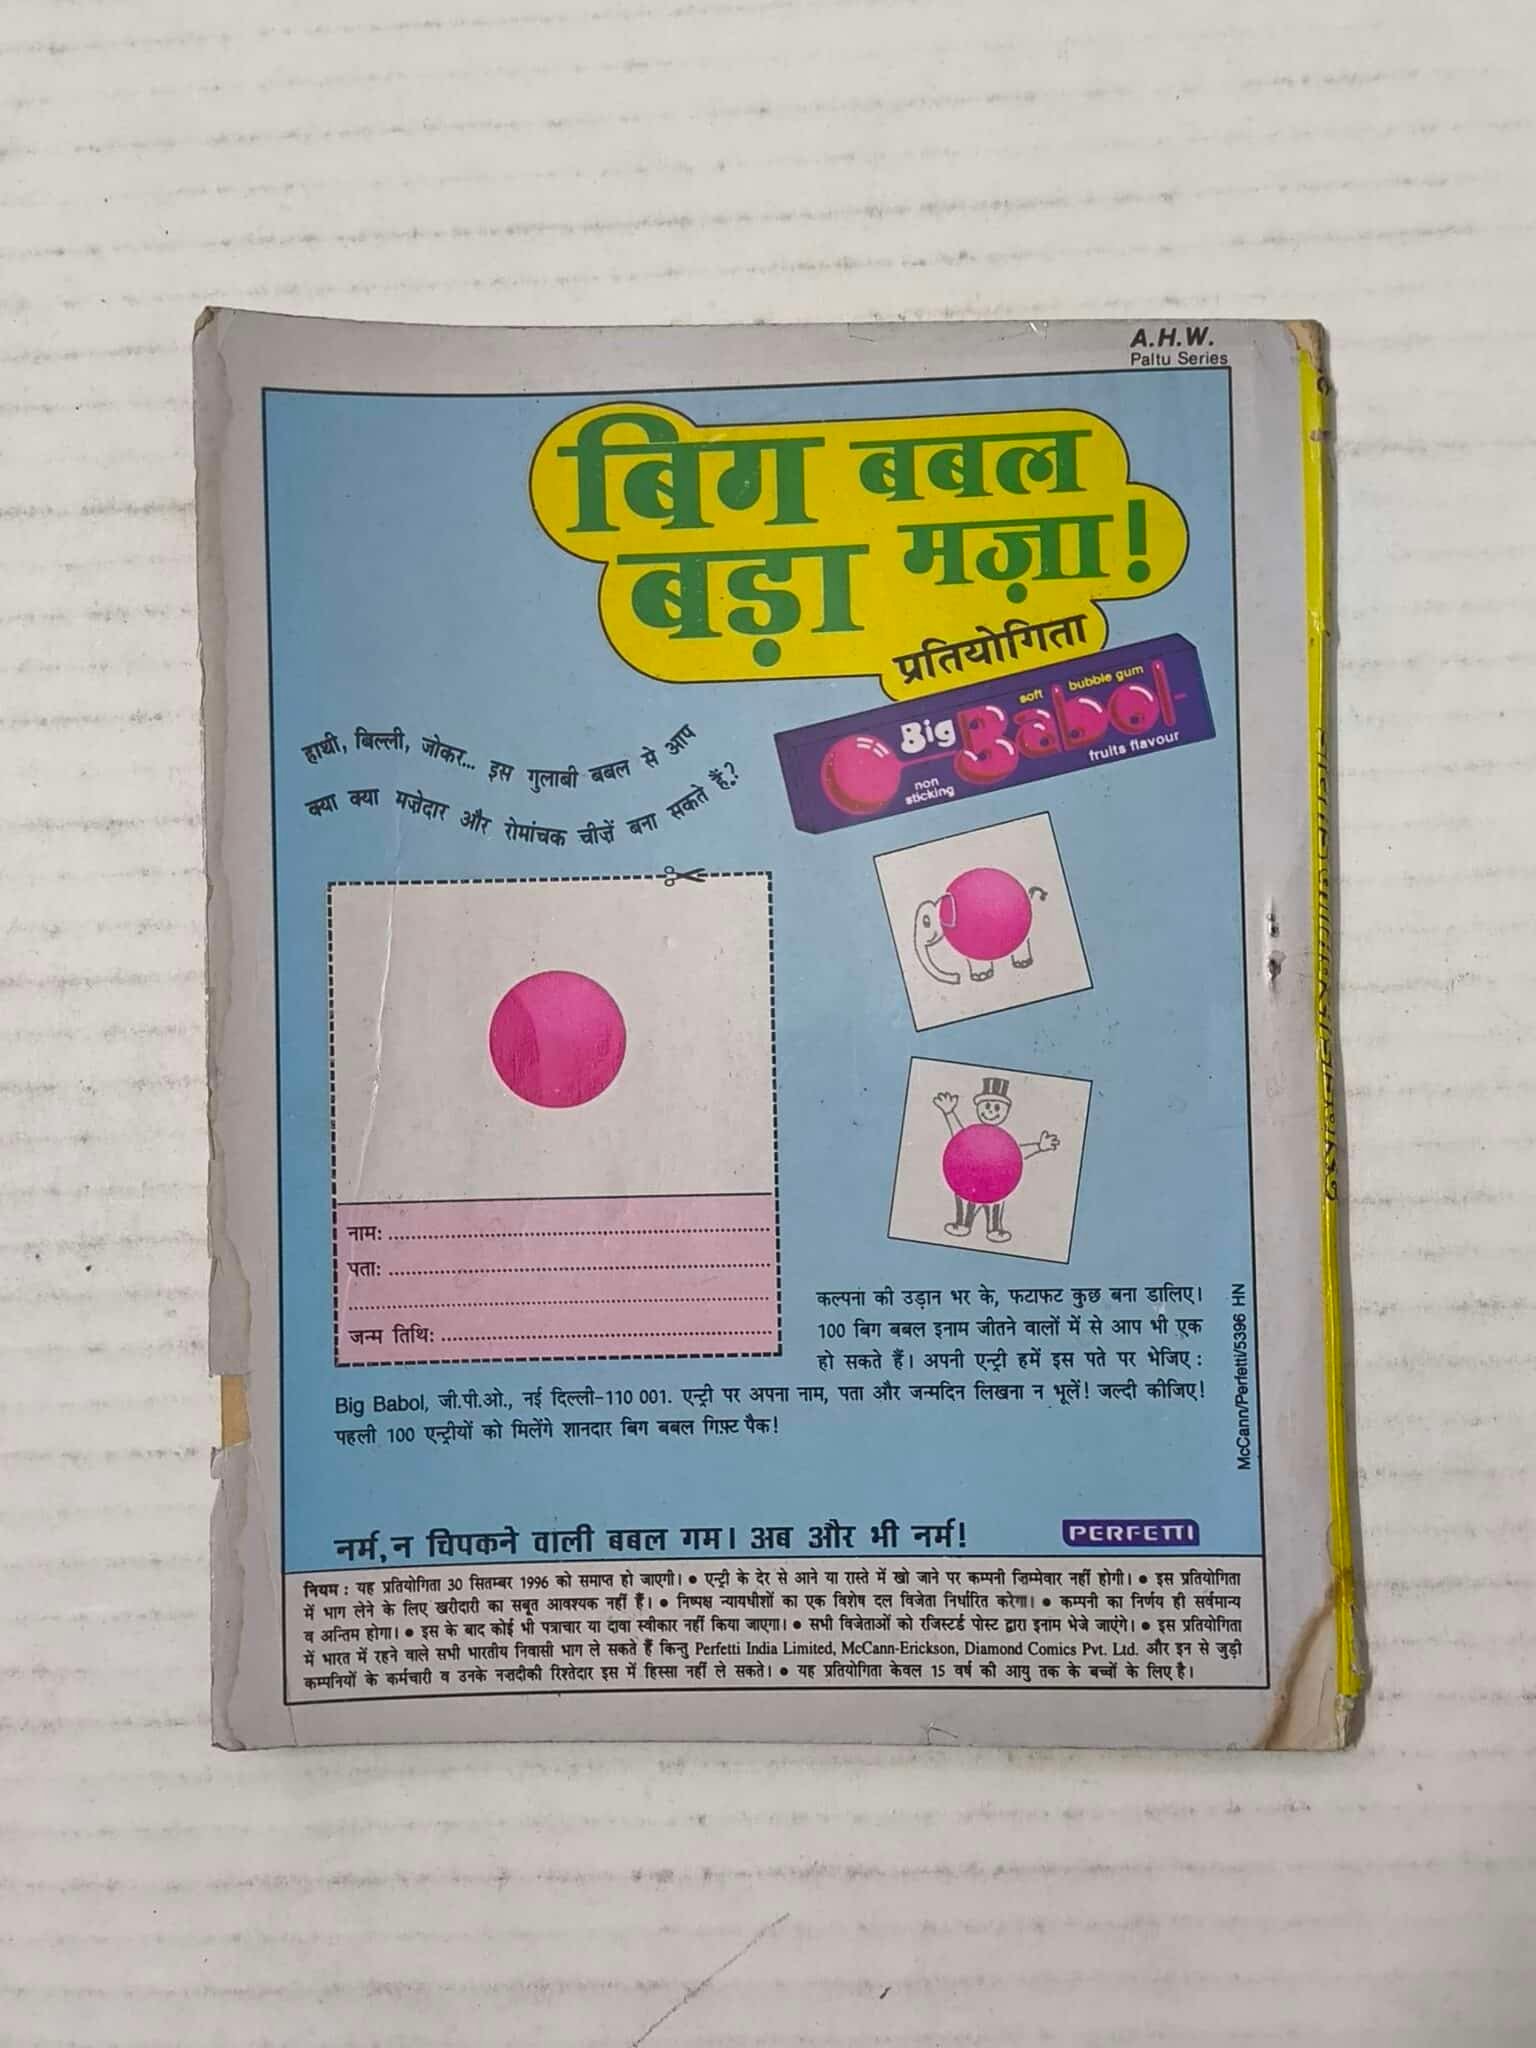 A.H.W.
Paltu Series
बिग बबल
बड़ा मज़ा!
प्रतियोगिता
Big Babol
soft bubble gum
non sticking
fruits flavour
हाथी, बिल्ली, जोकर... इस गुलाबी बबल से आप
क्या क्या मज़ेदार और रोमांचक चीज़ें बना सकते हैं?
नाम:
पता:
जन्म तिथि:
कल्पना की उड़ान भर के, फटाफट कुछ बना डालिए।
100 बिग बबल इनाम जीतने वालों में से आप भी एक
हो सकते हैं। अपनी एन्ट्री हमें इस पते पर भेजिए :
Big Babol, जी.पी.ओ., नई दिल्ली-110 001. एन्ट्री पर अपना नाम, पता और जन्मदिन लिखना न भूलें! जल्दी कीजिए!
पहली 100 एन्ट्रीयों को मिलेंगे शानदार बिग बबल गिफ़्ट पैक!
McCann/Perfetti/5396 HN
नर्म, न चिपकने वाली बबल गम। अब और भी नर्म!
PERFETTI
नियम : यह प्रतियोगिता 30 सितम्बर 1996 को समाप्त हो जाएगी। • एन्ट्री के देर से आने या रास्ते में खो जाने पर कम्पनी ज़िम्मेवार नहीं होगी। • इस प्रतियोगिता
में भाग लेने के लिए खरीदारी का सबूत आवश्यक नहीं हैं। • निष्पक्ष न्यायधीशों का एक विशेष दल विजेता निर्धारित करेगा। • कम्पनी का निर्णय ही सर्वमान्य
व अन्तिम होगा। • इस के बाद कोई भी पत्राचार या दावा स्वीकार नहीं किया जाएगा। • सभी विजेताओं को रजिस्टर्ड पोस्ट द्वारा इनाम भेजे जाएंगे। • इस प्रतियोगिता
में भारत में रहने वाले सभी भारतीय निवासी भाग ले सकते हैं किन्तु Perfetti India Limited, McCann-Erickson, Diamond Comics Pvt. Ltd. और इन से जुड़ी
कम्पनियों के कर्मचारी व उनके नज़दीकी रिश्तेदार इस में हिस्सा नहीं ले सकते। • यह प्रतियोगिता केवल 15 वर्ष की आयु तक के बच्चों के लिए है।